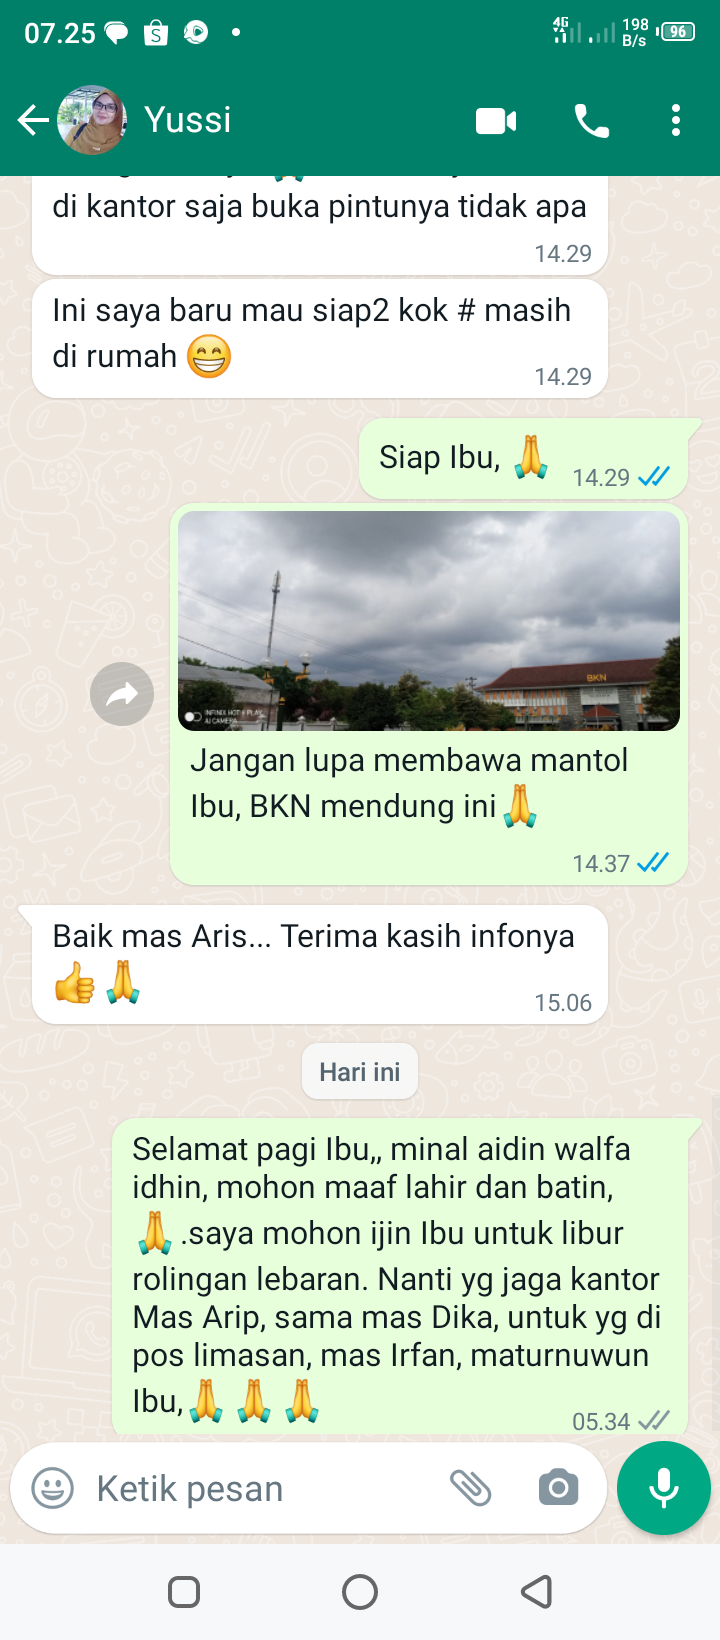 07.25
4G
198
B/s
96
Yussi
di kantor saja buka pintunya tidak apa
14.29
Ini saya baru mau siap2 kok # masih
di rumah 😁
14.29
Siap Ibu, 🙏
14.29
BKN
INFINIX HOT 9 PLAY
AI CAMERA
Jangan lupa membawa mantol
Ibu, BKN mendung ini🙏
14.37
Baik mas Aris... Terima kasih infonya
👍🙏
15.06
Hari ini
Selamat pagi Ibu,, minal aidin walfa
idhin, mohon maaf lahir dan batin,
🙏.saya mohon ijin Ibu untuk libur
rolingan lebaran. Nanti yg jaga kantor
Mas Arip, sama mas Dika, untuk yg di
pos limasan, mas Irfan, maturnuwun
Ibu,🙏🙏🙏
05.34
Ketik pesan